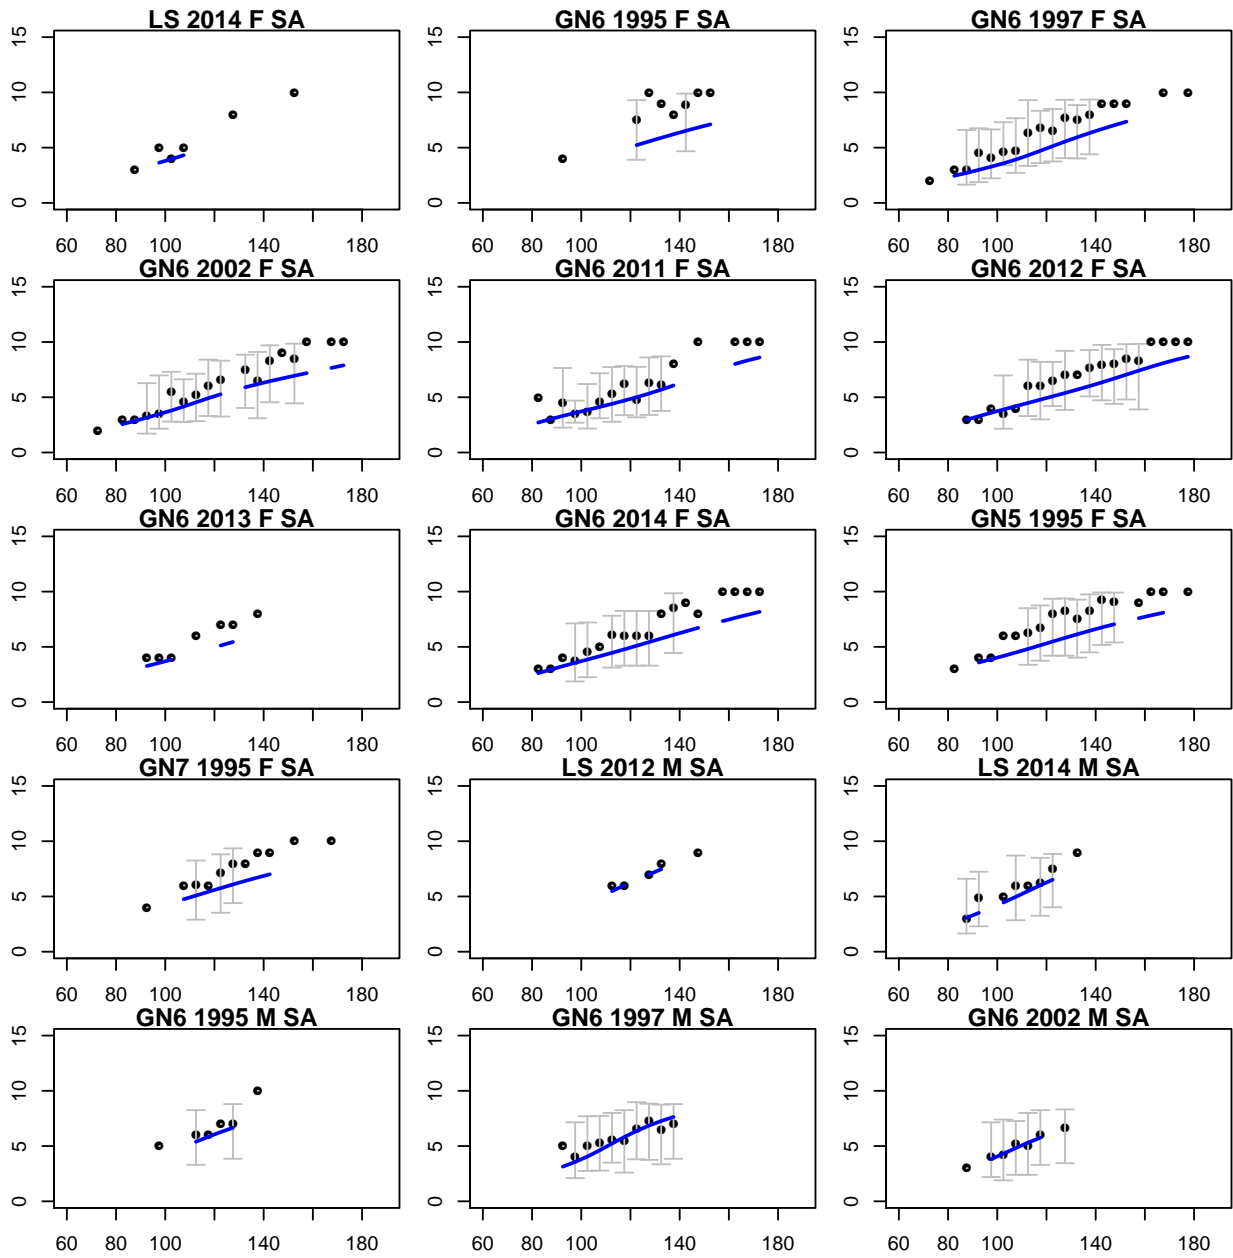 LS 2014 F SA
GN6 1995 F SA
GN6 1997 F SA
0 5 10 15
60 80 100 140 180
0 5 10 15
60 80 100 140 180
0 5 10 15
60 80 100 140 180
GN6 2002 F SA
GN6 2011 F SA
GN6 2012 F SA
0 5 10 15
60 80 100 140 180
0 5 10 15
60 80 100 140 180
0 5 10 15
60 80 100 140 180
GN6 2013 F SA
GN6 2014 F SA
GN5 1995 F SA
0 5 10 15
60 80 100 140 180
0 5 10 15
60 80 100 140 180
0 5 10 15
60 80 100 140 180
GN7 1995 F SA
LS 2012 M SA
LS 2014 M SA
0 5 10 15
60 80 100 140 180
0 5 10 15
60 80 100 140 180
0 5 10 15
60 80 100 140 180
GN6 1995 M SA
GN6 1997 M SA
GN6 2002 M SA
0 5 10 15
60 80 100 140 180
0 5 10 15
60 80 100 140 180
0 5 10 15
60 80 100 140 180